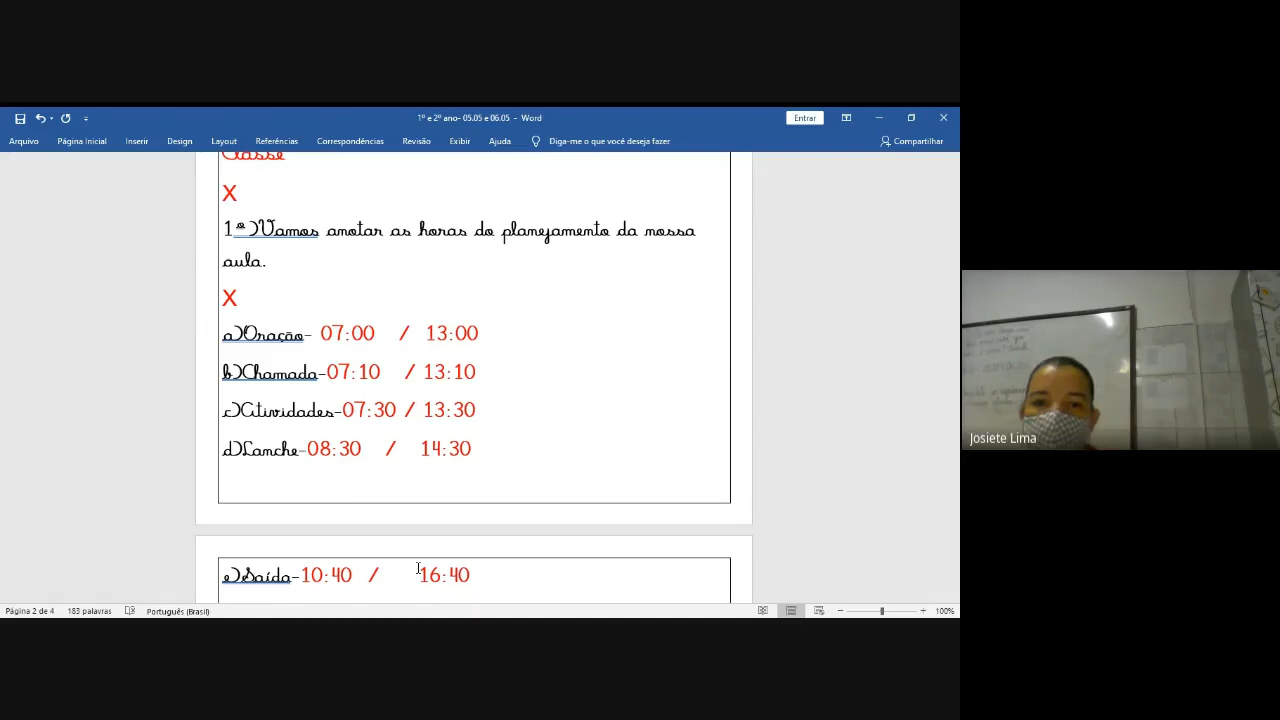 1º e 2º ano- 05.05 e 06.05 - Word
Entrar
Arquivo Página Inicial Inserir Design Layout Referências Correspondências Revisão Exibir Ajuda Diga-me o que você deseja fazer Compartilhar
Classe
X
1º)Vamos anotar as horas do planejamento da nossa
aula.
X
a)Oração- 07:00 / 13:00
b)Chamada-07:10 / 13:10
c)Atividades-07:30 / 13:30
d)Lanche-08:30 / 14:30
e)Saída-10:40 / 16:40
Página 2 de 4 183 palavras Português (Brasil) 100%
Josiete Lima